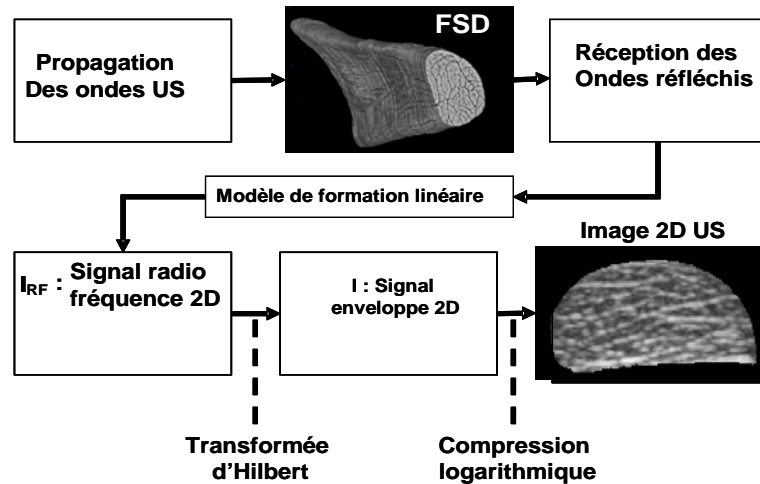 Propagation
Des ondes US
FSD
Réception des
Ondes réfléchis
Modèle de formation linéaire
I_RF : Signal radio
fréquence 2D
I : Signal
enveloppe 2D
Image 2D US
Transformée
d'Hilbert
Compression
logarithmique